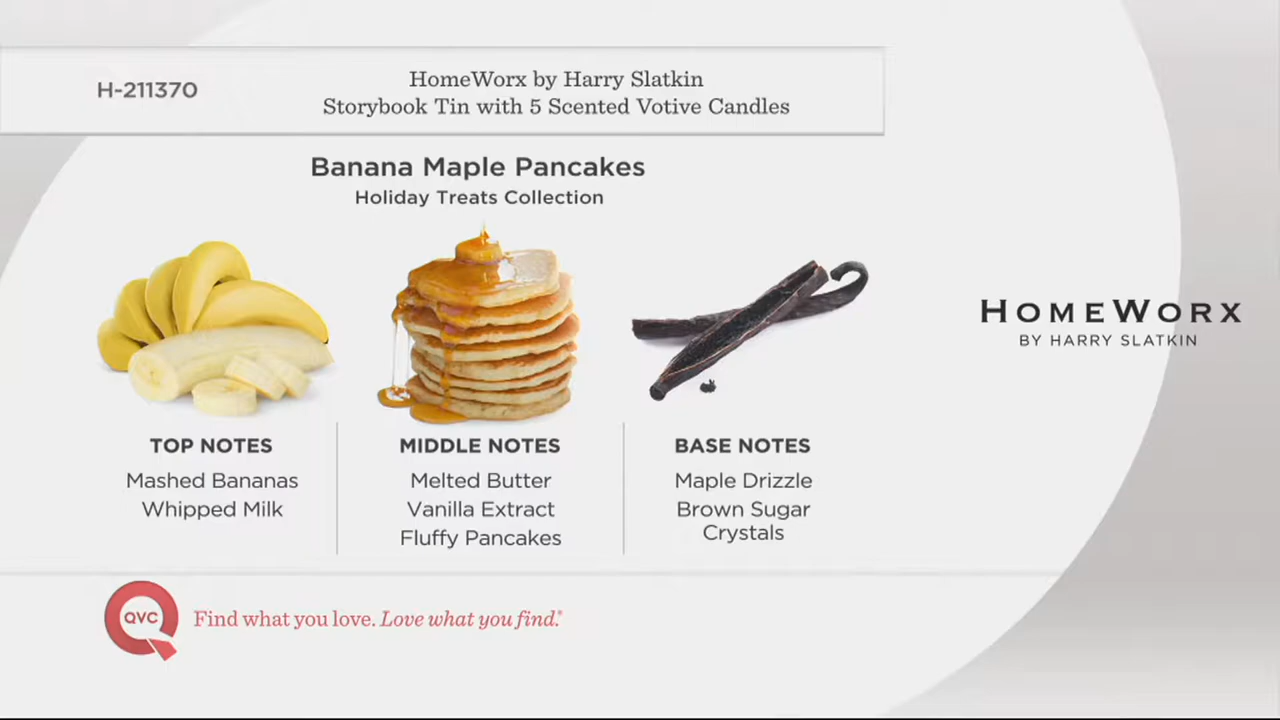 H-211370
HomeWorx by Harry Slatkin
Storybook Tin with 5 Scented Votive Candles
Banana Maple Pancakes
Holiday Treats Collection
HOMEWORX
BY HARRY SLATKIN
TOP NOTES
Mashed Bananas
Whipped Milk
MIDDLE NOTES
Melted Butter
Vanilla Extract
Fluffy Pancakes
BASE NOTES
Maple Drizzle
Brown Sugar
Crystals
QVC
Find what you love. Love what you find.®